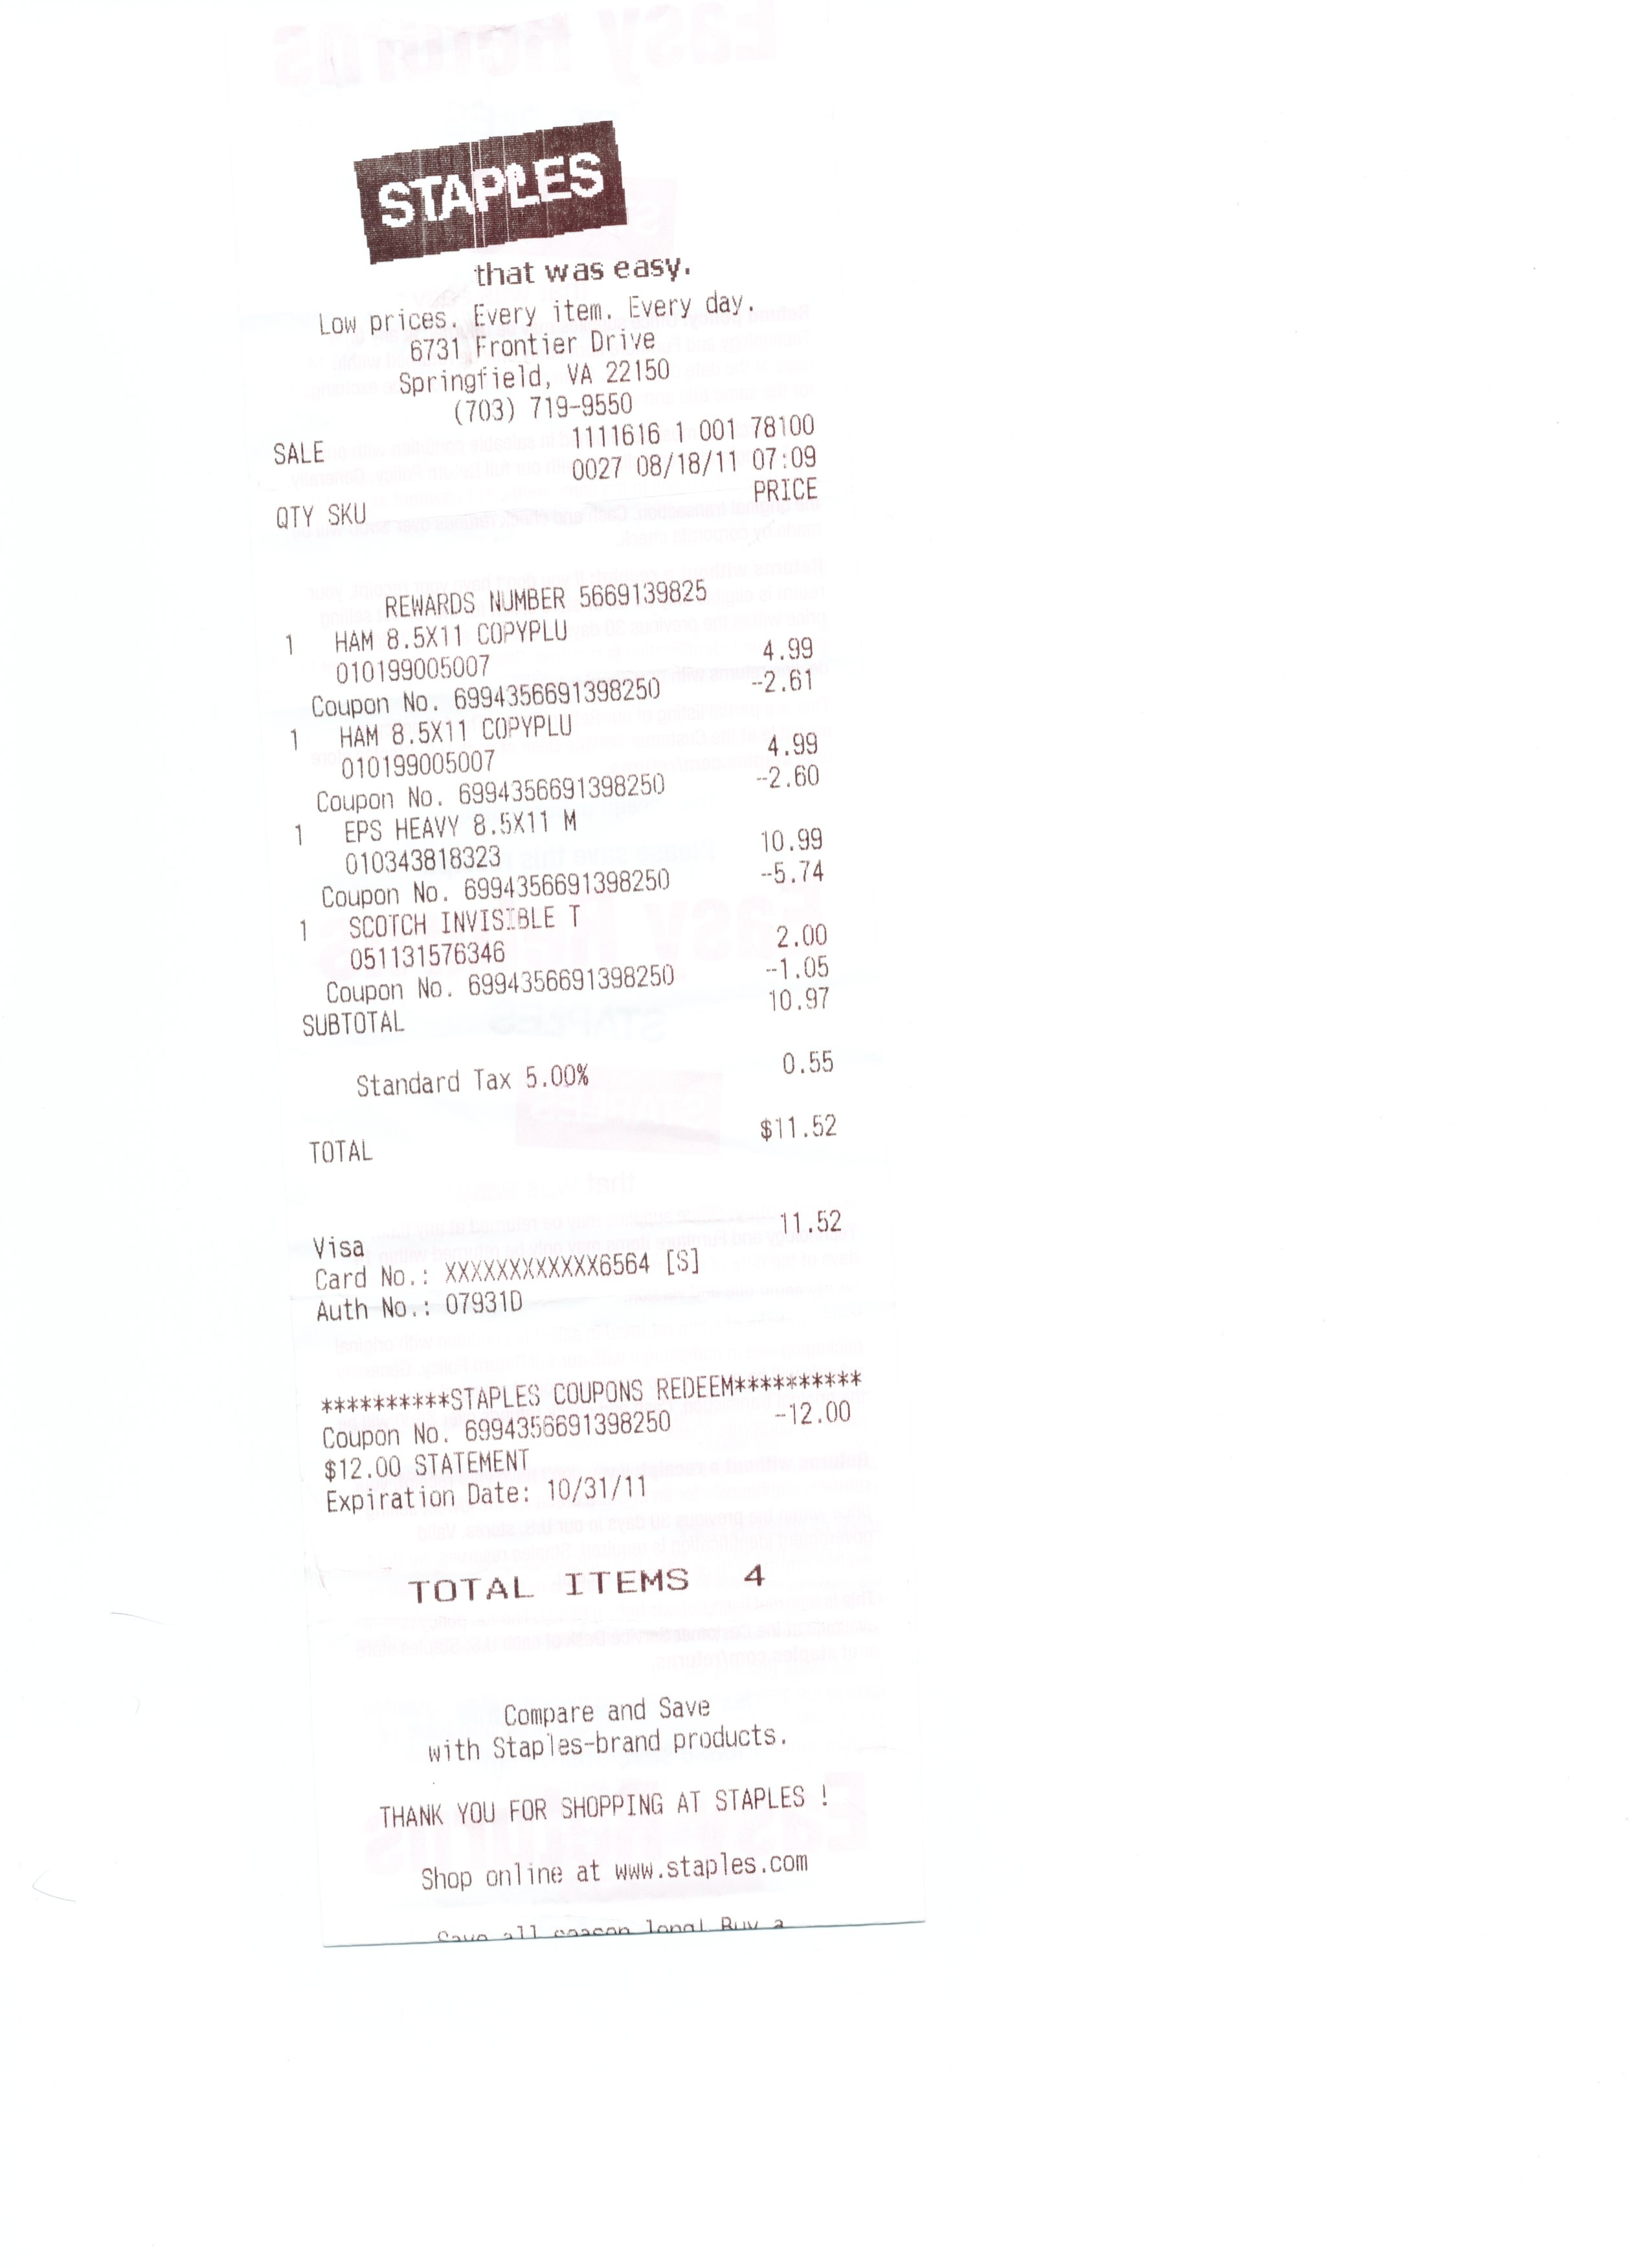 STAPLES
that was easy.
Low prices. Every item. Every day.
6731 Frontier Drive
Springfield, VA 22150
(703) 719-9550
SALE 1111616 1 001 78100
0027 08/18/11 07:09
QTY SKU PRICE
REWARDS NUMBER 5669139825
1 HAM 8.5X11 COPYPLU
010199005007 4.99
Coupon No. 6994356691398250 -2.61
1 HAM 8.5X11 COPYPLU
010199005007 4.99
Coupon No. 6994356691398250 -2.60
1 EPS HEAVY 8.5X11 M
010343818323 10.99
Coupon No. 6994356691398250 -5.74
1 SCOTCH INVISIBLE T
051131576346 2.00
Coupon No. 6994356691398250 -1.05
SUBTOTAL 10.97
Standard Tax 5.00% 0.55
TOTAL $11.52
Visa 11.52
Card No.: XXXXXXXXXXXX6564 [S]
Auth No.: 07931D
**********STAPLES COUPONS REDEEM**********
Coupon No. 6994356691398250 -12.00
$12.00 STATEMENT
Expiration Date: 10/31/11
TOTAL ITEMS 4
Compare and Save
with Staples-brand products.
THANK YOU FOR SHOPPING AT STAPLES !
Shop online at www.staples.com
Save all season long! Buy a